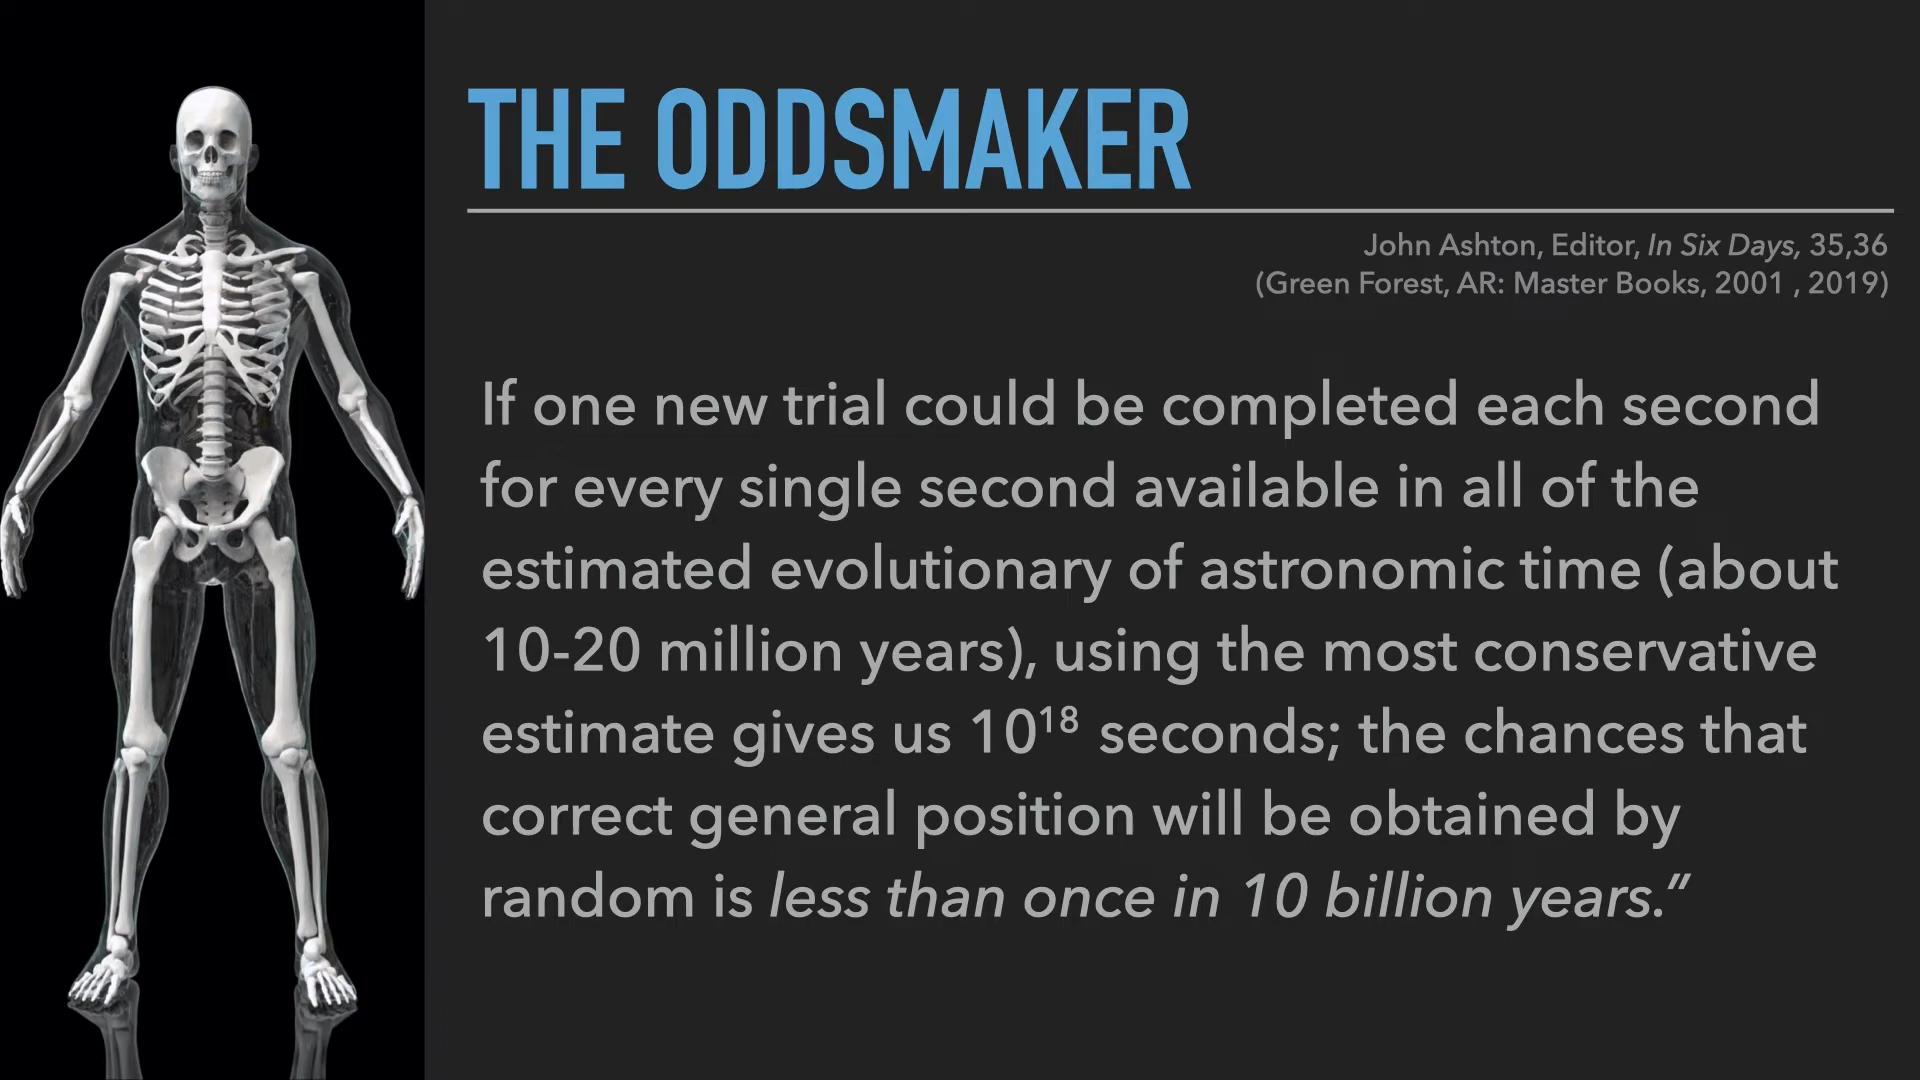 THE ODDSMAKER
John Ashton, Editor, In Six Days, 35,36
(Green Forest, AR: Master Books, 2001 , 2019)
If one new trial could be completed each second
for every single second available in all of the
estimated evolutionary of astronomic time (about
10-20 million years), using the most conservative
estimate gives us 10¹⁸ seconds; the chances that
correct general position will be obtained by
random is less than once in 10 billion years.”